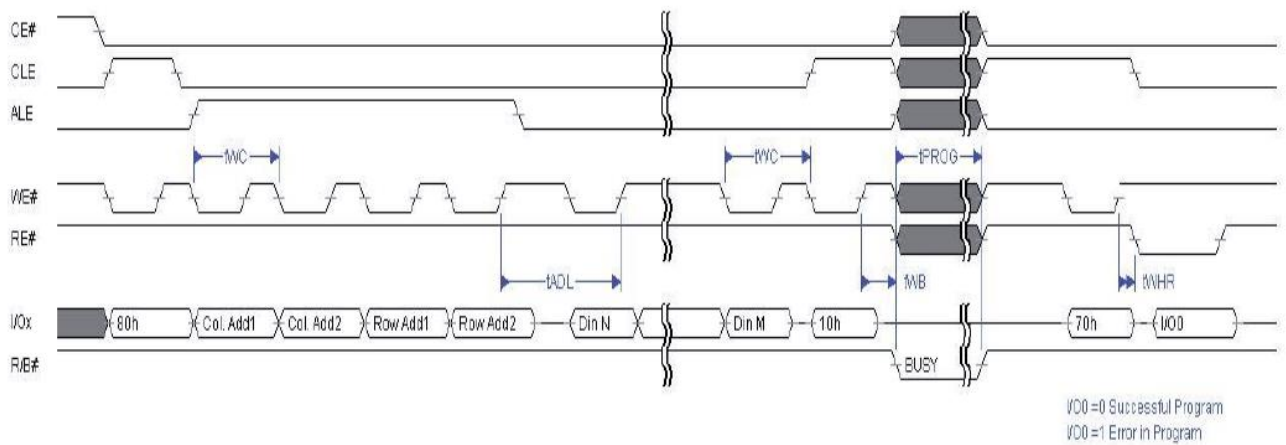 CE#
CLE
ALE
tWC
tWC
tPROG
WE#
RE#
tADL
tWB
tWHR
I/Ox
80h
Col. Add1
Col. Add2
Row Add1
Row Add2
Din N
Din M
10h
70h
I/O0
R/B#
BUSY
I/O0 =0 Successful Program
I/O0 =1 Error in Program